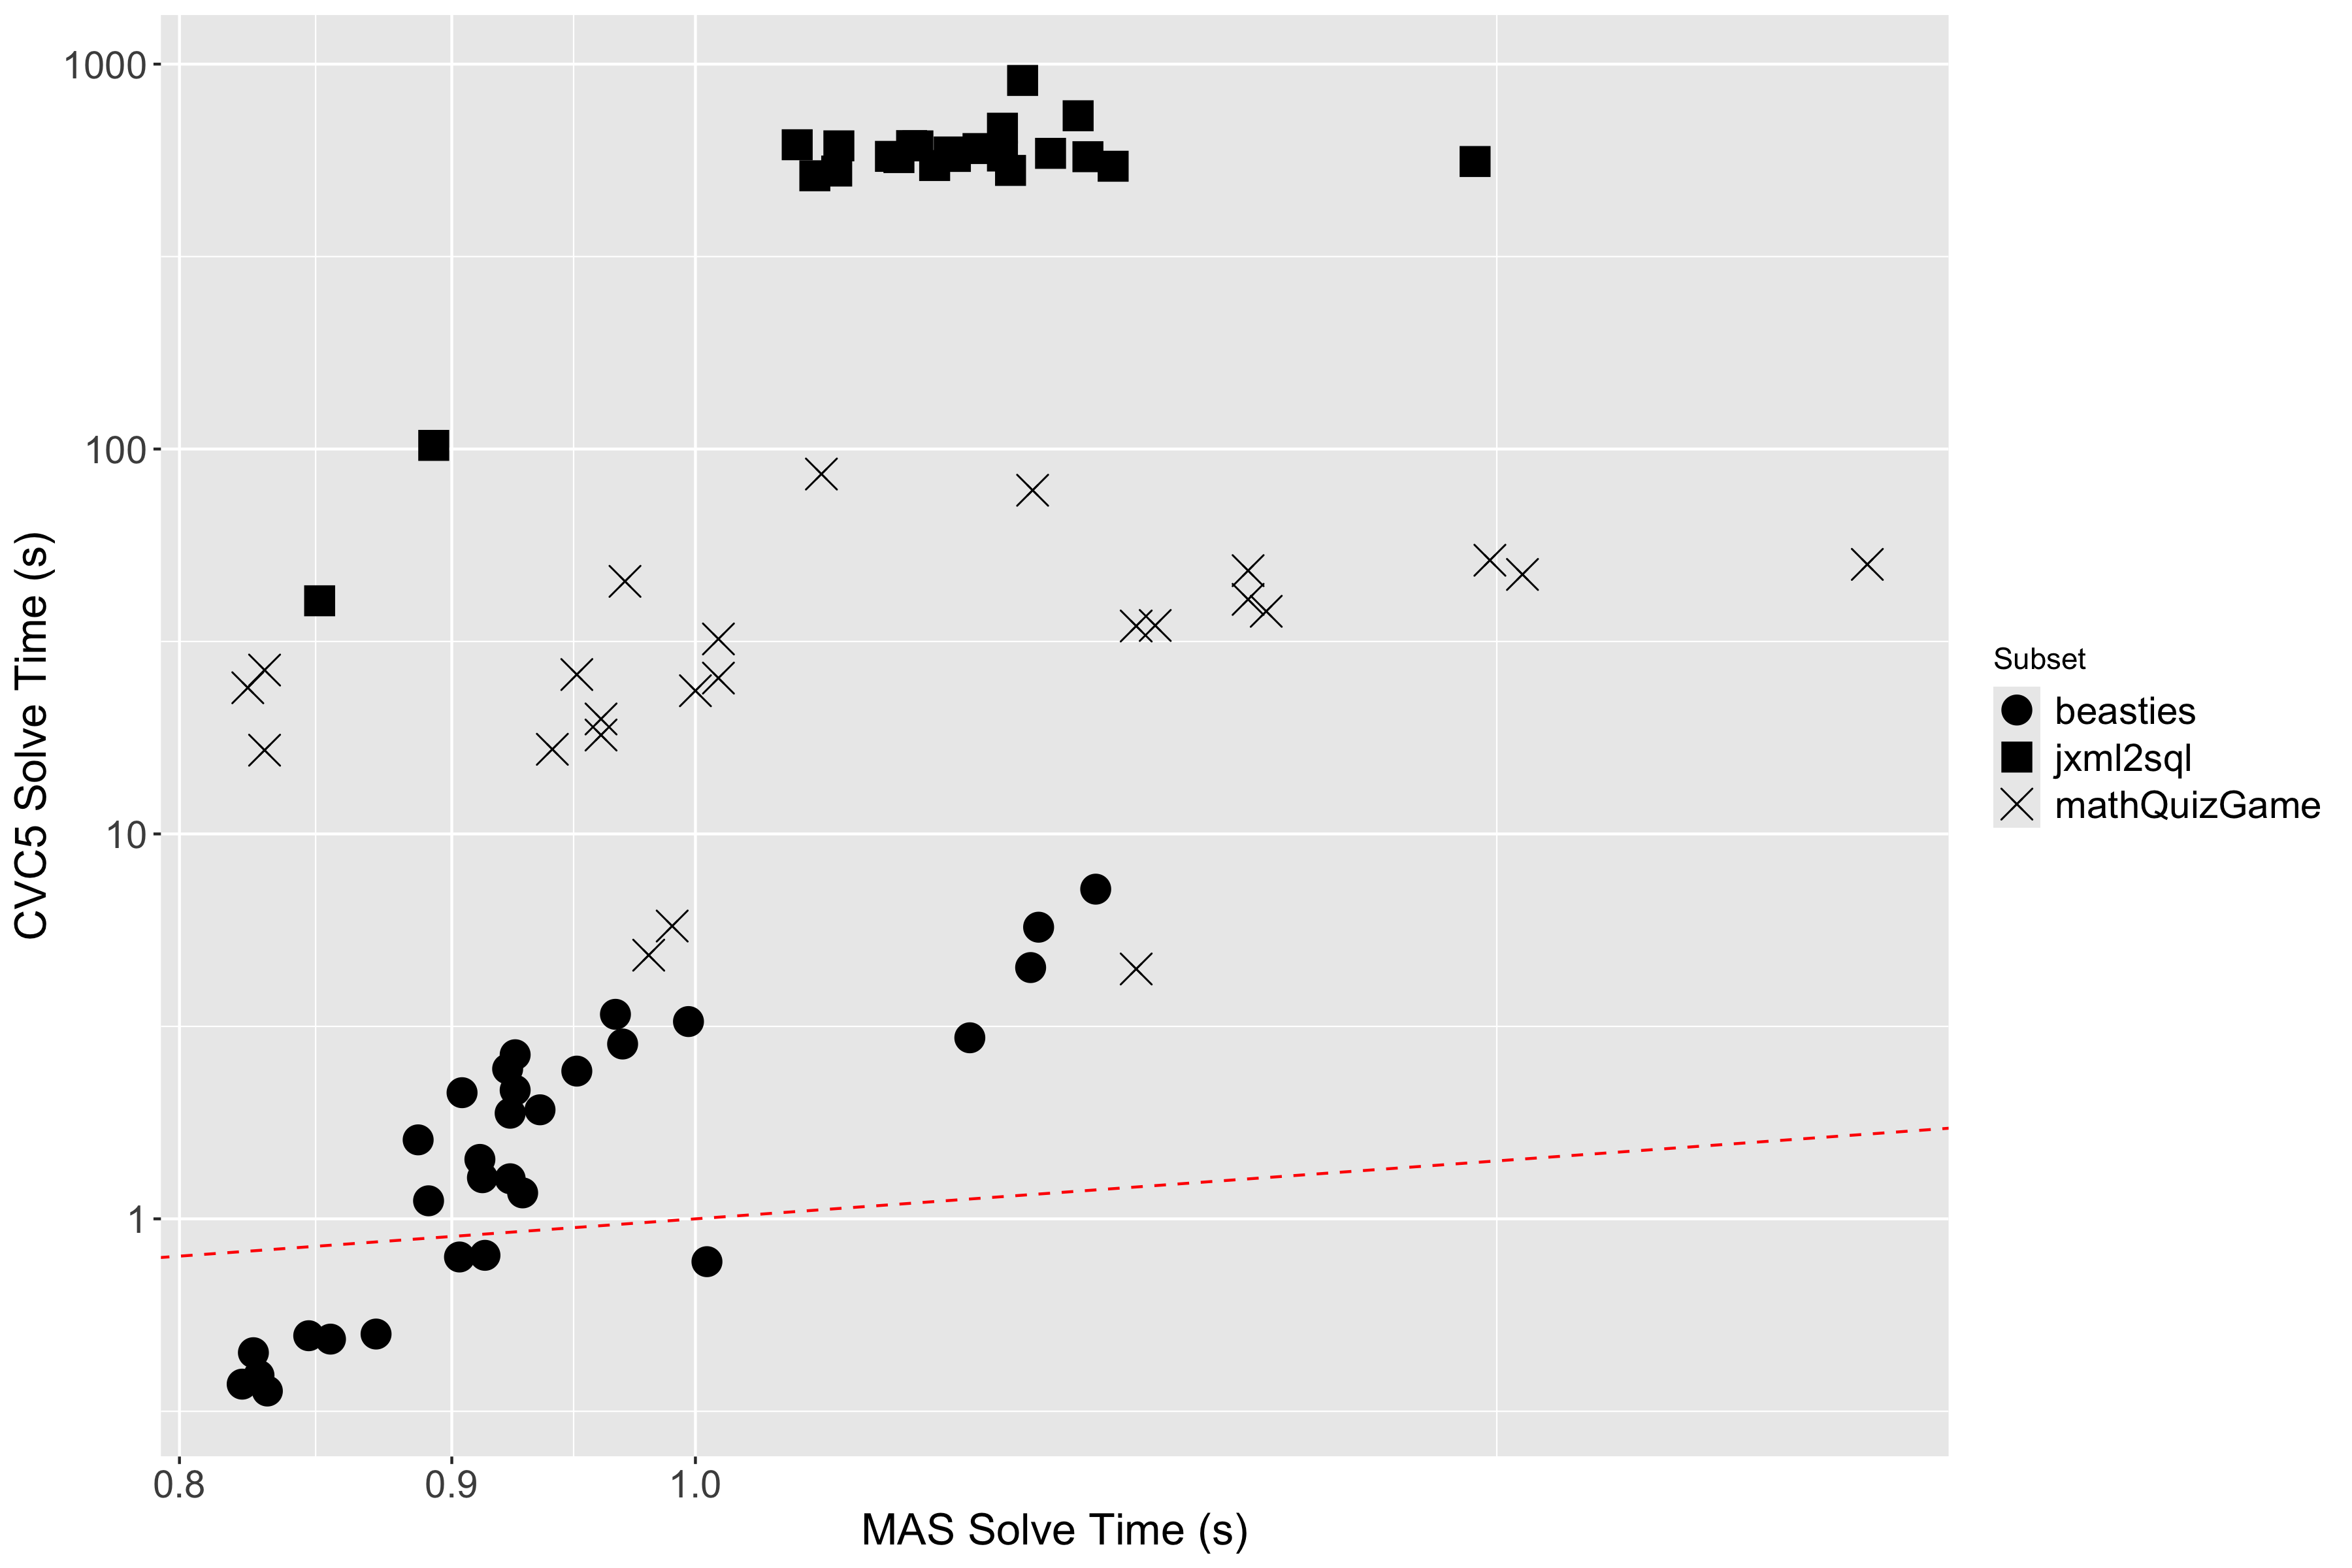 1000
100
10
1
CVC5 Solve Time (s)
0.8
0.9
1.0
MAS Solve Time (s)
Subset
beasties
jxml2sql
mathQuizGame